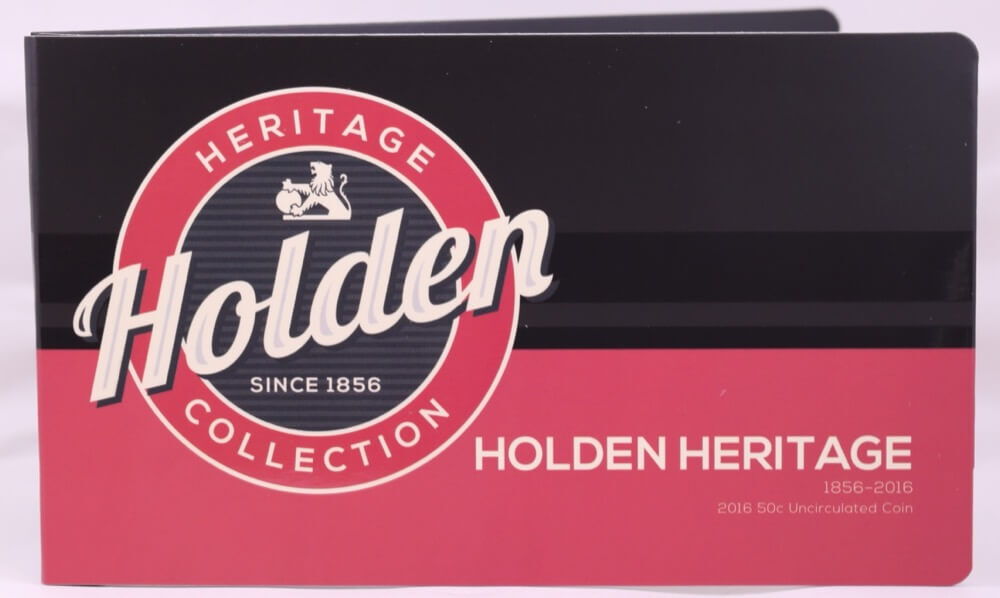 HERITAGE
Holden
SINCE 1856
COLLECTION
HOLDEN HERITAGE
1856-2016
2016 50c Uncirculated Coin